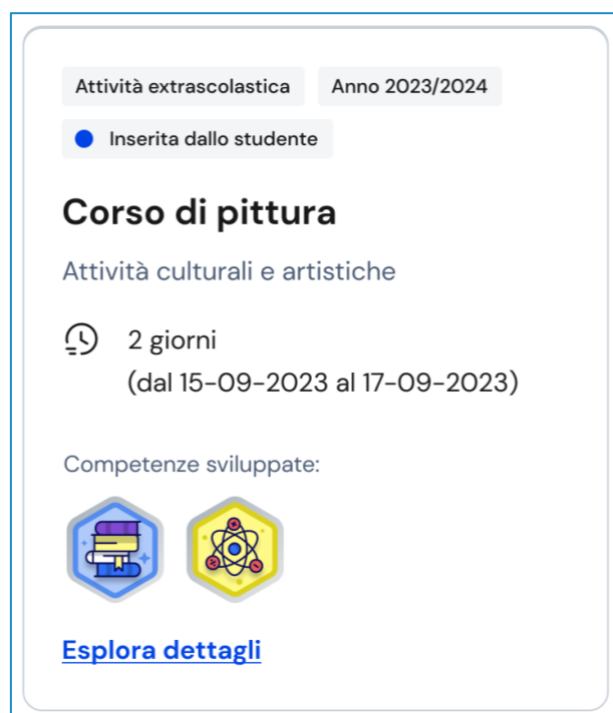 Attività extrascolastica Anno 2023/2024
Inserita dallo studente
Corso di pittura
Attività culturali e artistiche
2 giorni
(dal 15-09-2023 al 17-09-2023)
Competenze sviluppate:
Esplora dettagli